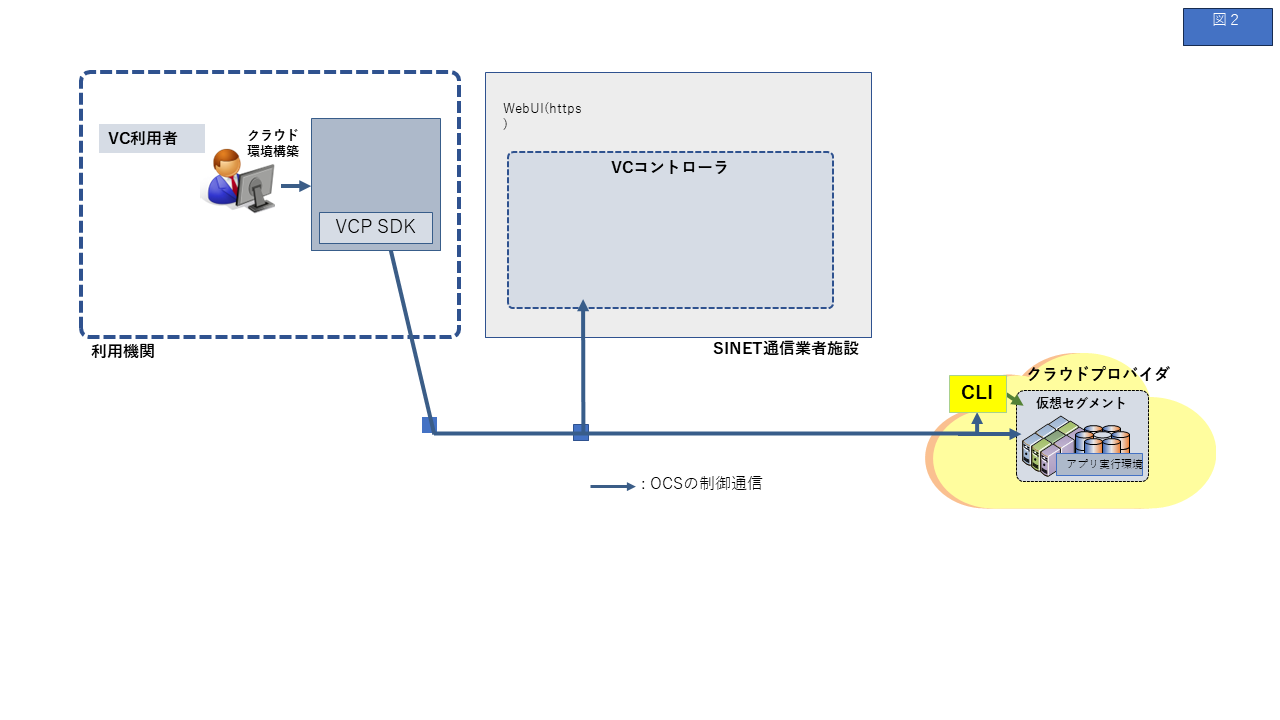 図２
VC利用者
クラウド
環境構築
VCP SDK
利用機関
WebUI(https
)
VCコントローラ
SINET通信業者施設
クラウドプロバイダ
CLI
仮想セグメント
アプリ実行環境
: OCSの制御通信